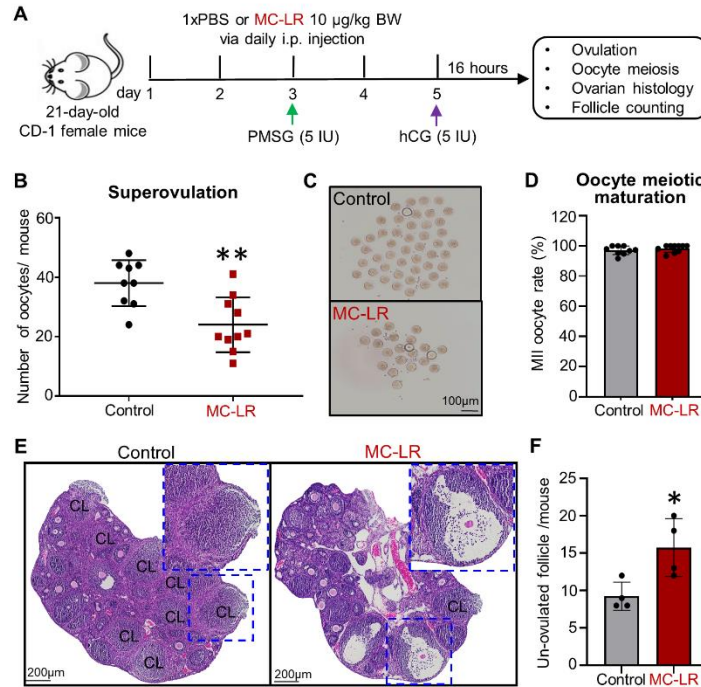 A
1xPBS or MC-LR 10 µg/kg BW
via daily i.p. injection
16 hours
day 1 2 3 4 5
21-day-old
CD-1 female mice
PMSG (5 IU)
hCG (5 IU)
• Ovulation
• Oocyte meiosis
• Ovarian histology
• Follicle counting
B
Superovulation
Number of oocytes/ mouse
60
40
20
0
**
Control
MC-LR
C
Control
MC-LR
100µm
D
Oocyte meiotic
maturation
MII oocyte rate (%)
120
100
80
60
40
20
0
Control MC-LR
E
Control
CL
CL
CL
CL
CL
CL
CL
CL
200µm
MC-LR
CL
200µm
F
Un-ovulated follicle /mouse
25
20
15
10
5
0
*
Control MC-LR